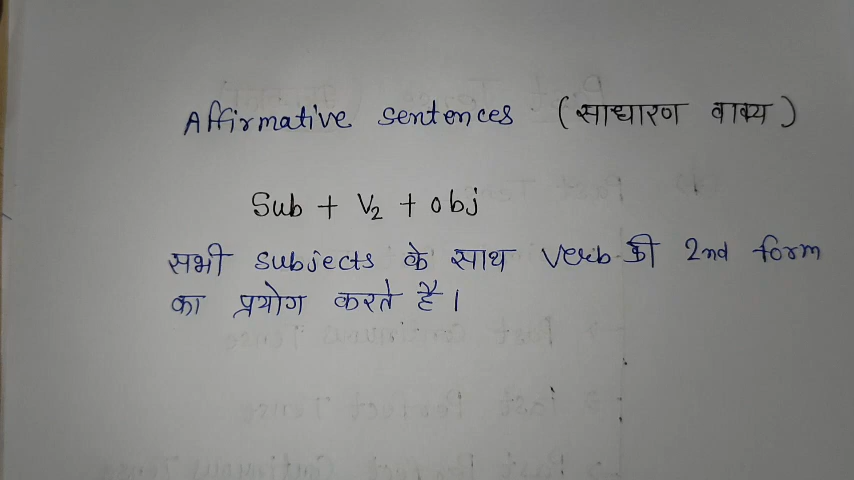 Affirmative sentences (साधारण वाक्य)
Sub + V₂ + obj
सभी subjects के साथ verb की 2nd form
का प्रयोग करते है।